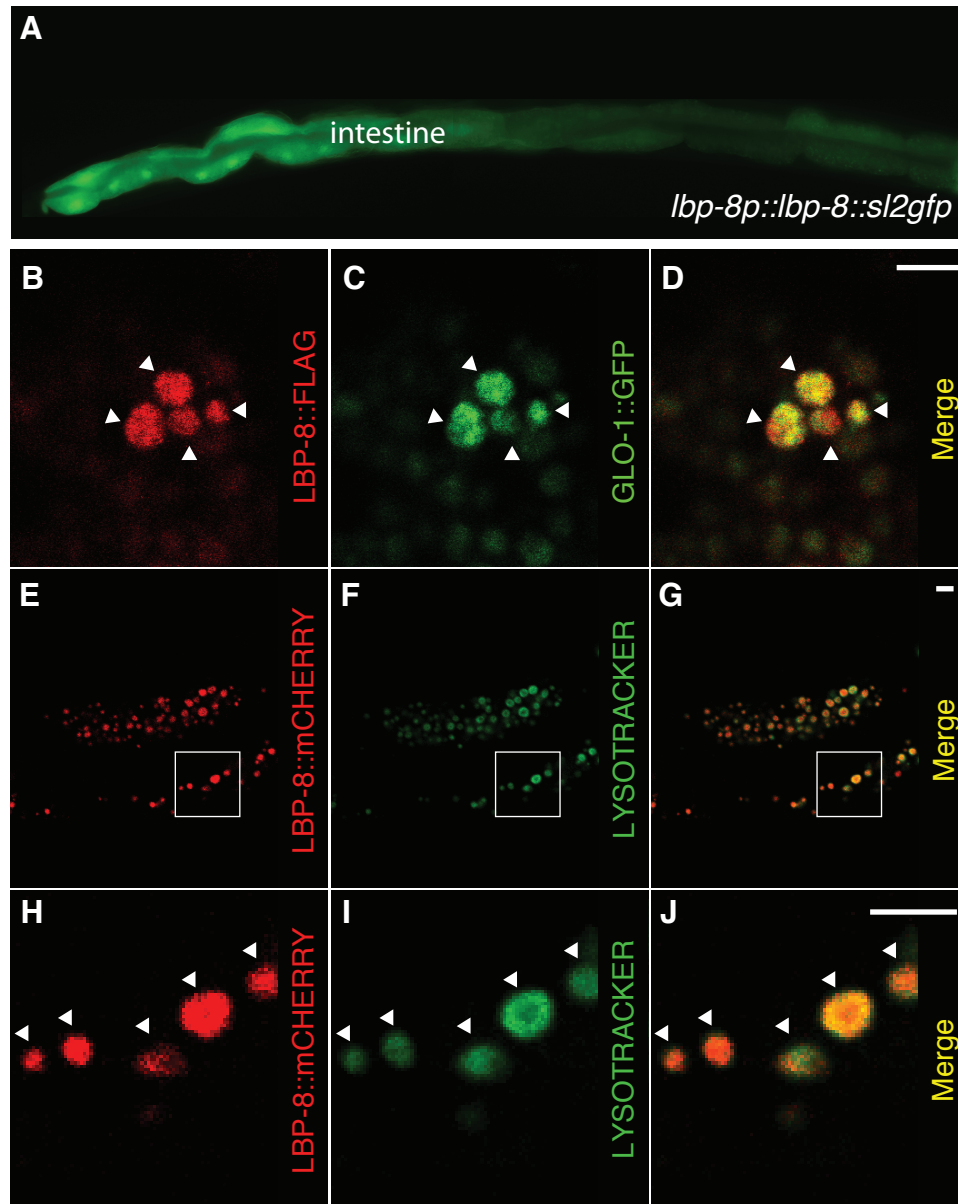 A
intestine
lbp-8p::lbp-8::sl2gfp
B
LBP-8::FLAG
C
GLO-1::GFP
D
Merge
E
LBP-8::mCHERRY
F
LYSOTRACKER
G
Merge
H
LBP-8::mCHERRY
I
LYSOTRACKER
J
Merge